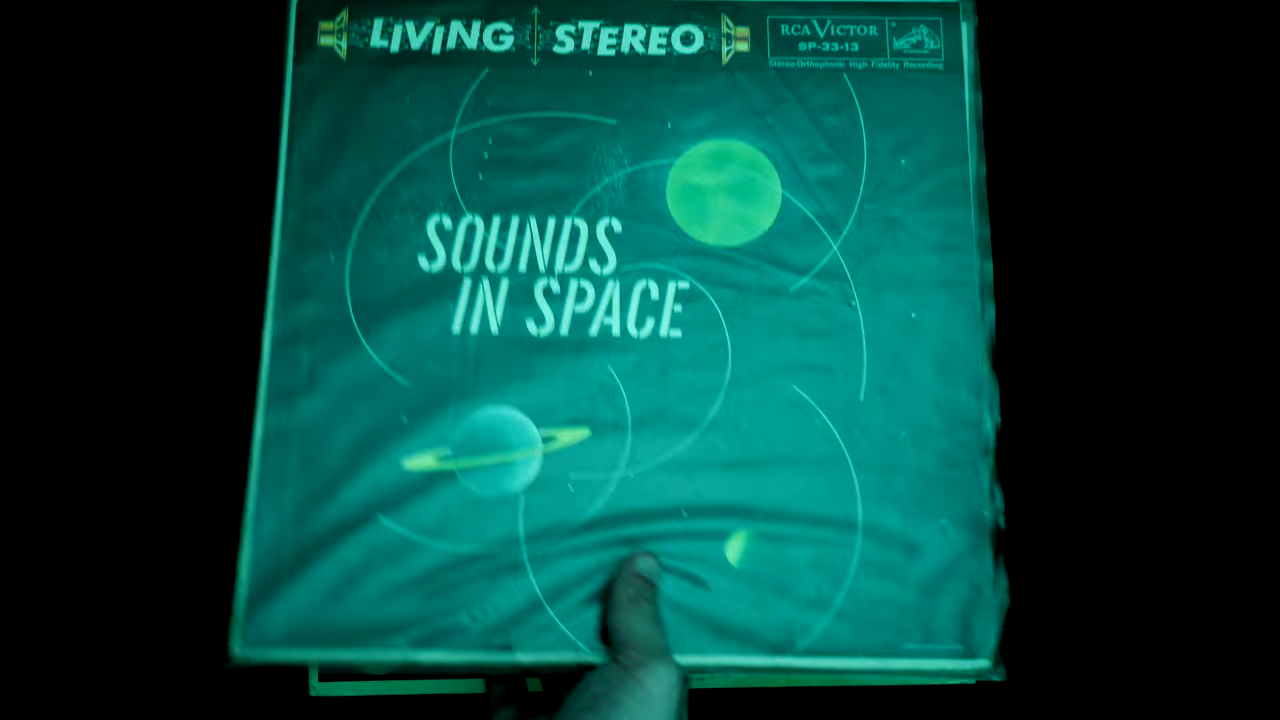 LIVING STEREO
RCA VICTOR
SP-33-13
Stereo-Orthophonic High Fidelity Recording
SOUNDS
IN SPACE